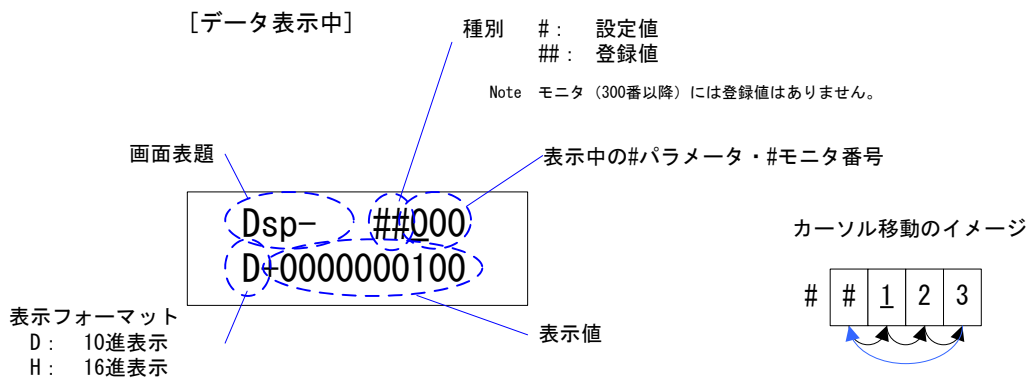 [データ表示中]
種別 #： 設定値
##： 登録値
Note モニタ（300番以降）には登録値はありません。
画面表題
表示中の#パラメータ・#モニタ番号
Dsp- ##000
D+0000000100
カーソル移動のイメージ
# # 1 2 3
表示フォーマット
D： 10進表示
H： 16進表示
表示値